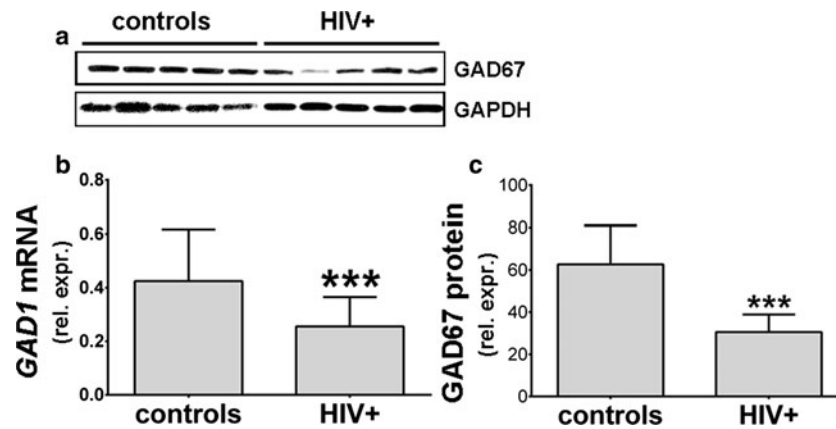 controls HIV+
a
GAD67
GAPDH
b
GAD1 mRNA
(rel. expr.)
0.8
0.6
0.4
0.2
0.0
***
controls HIV+
c
GAD67 protein
(rel. expr.)
100
80
60
40
20
0
***
controls HIV+